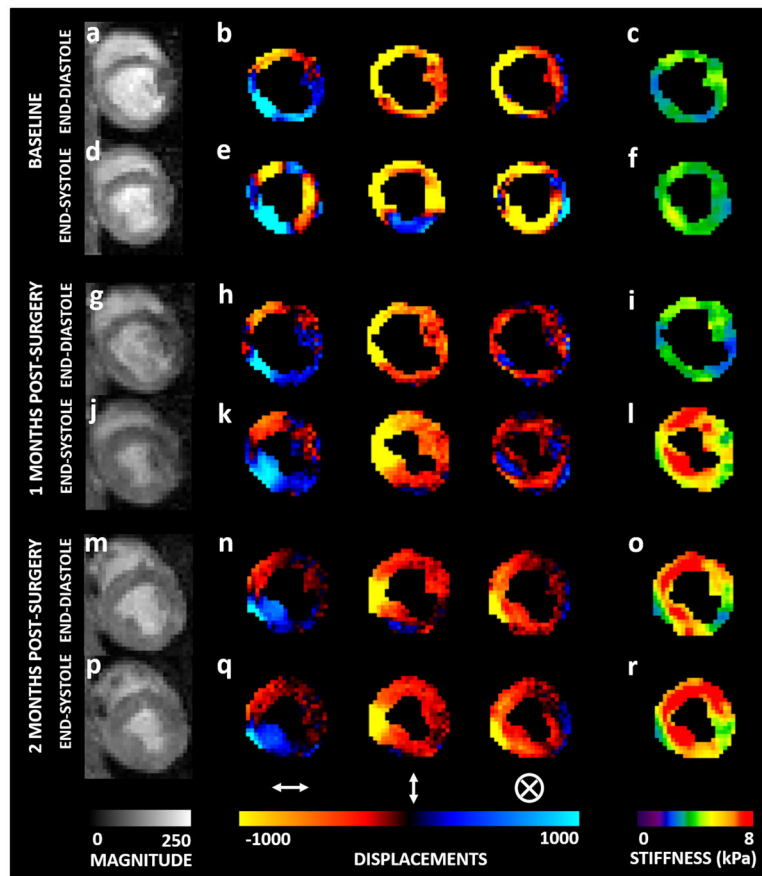 BASELINE
END-DIASTOLE
a
b
c
END-SYSTOLE
d
e
f
1 MONTHS POST-SURGERY
END-DIASTOLE
g
h
i
END-SYSTOLE
j
k
l
2 MONTHS POST-SURGERY
END-DIASTOLE
m
n
o
END-SYSTOLE
p
q
r
0 250
MAGNITUDE
-1000 1000
DISPLACEMENTS
0 8
STIFFNESS (kPa)